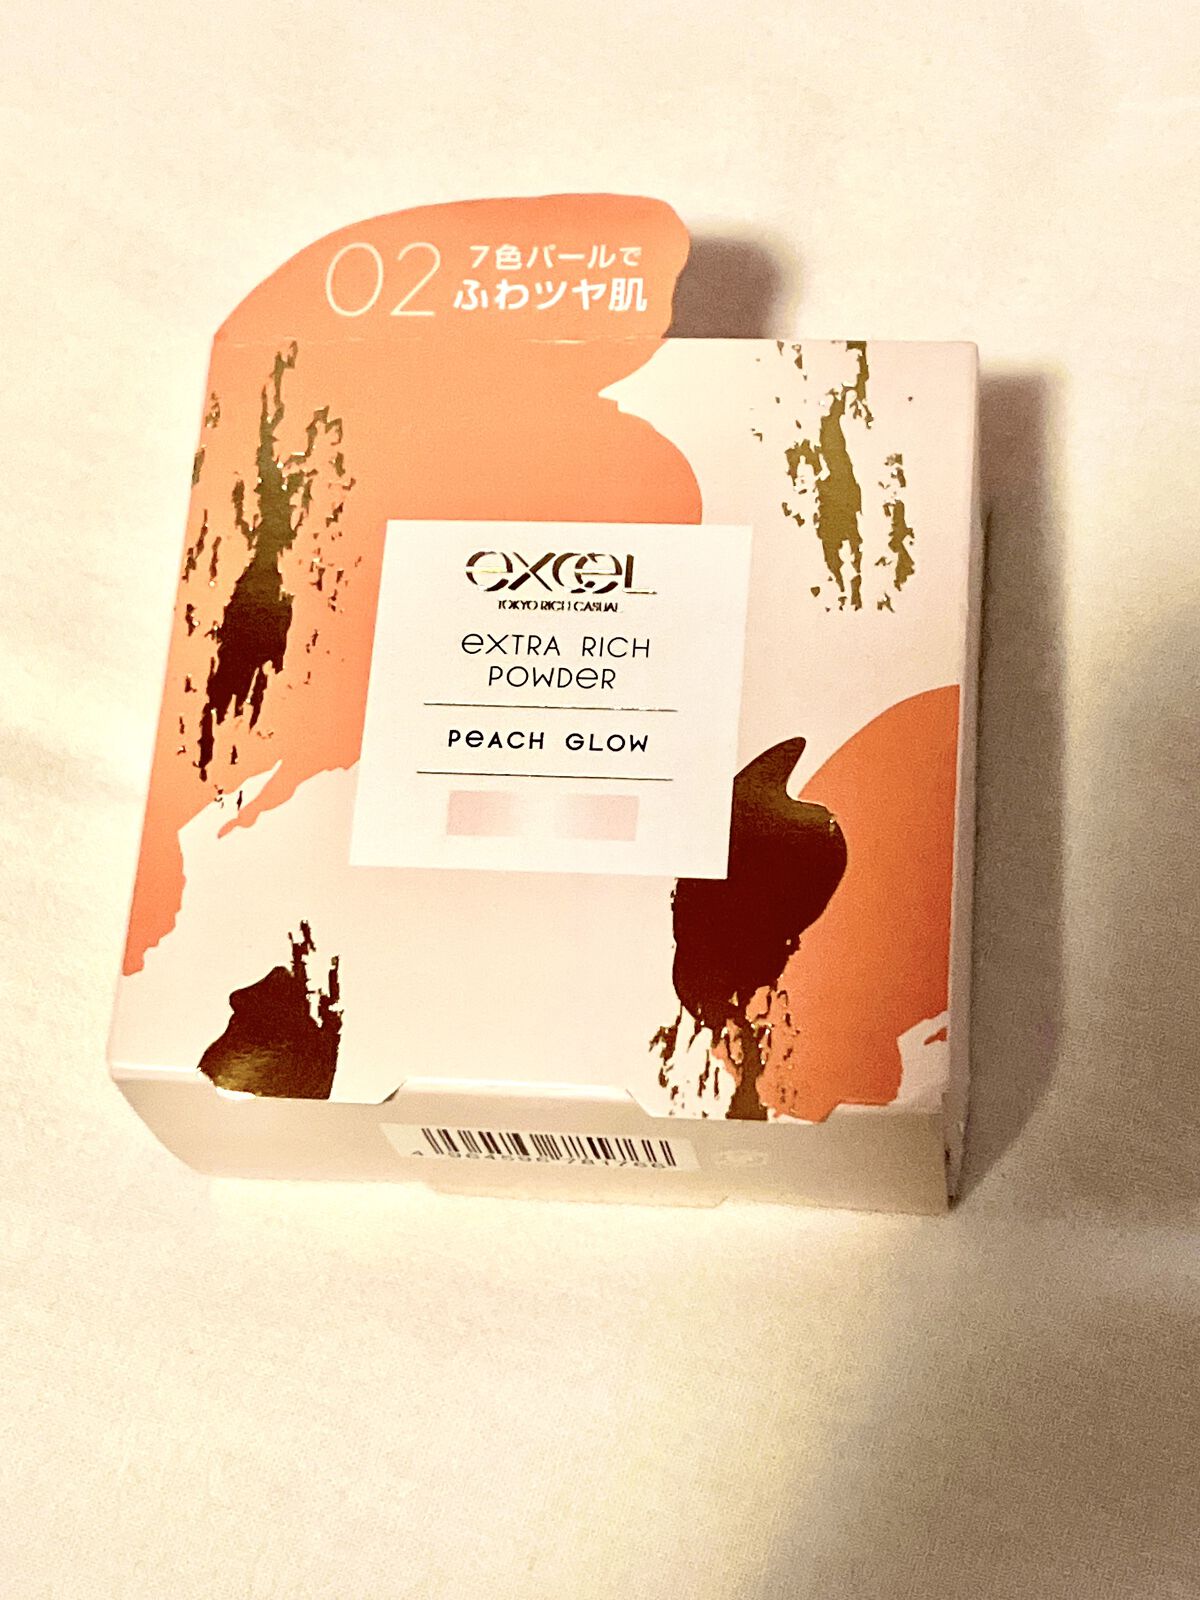 02
7色パールで
ふわツヤ肌
excel
TOKYO RICH CASUAL
EXTRA RICH
POWDER
PEACH GLOW